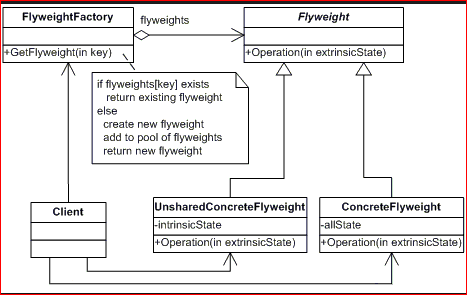 FlyweightFactory
flyweights
Flyweight
+GetFlyweight(in key)
+Operation(in extrinsicState)
if flyweights[key] exists
return existing flyweight
else
create new flyweight
add to pool of flyweights
return new flyweight
Client
UnsharedConcreteFlyweight
-intrinsicState
+Operation(in extrinsicState)
ConcreteFlyweight
-allState
+Operation(in extrinsicState)